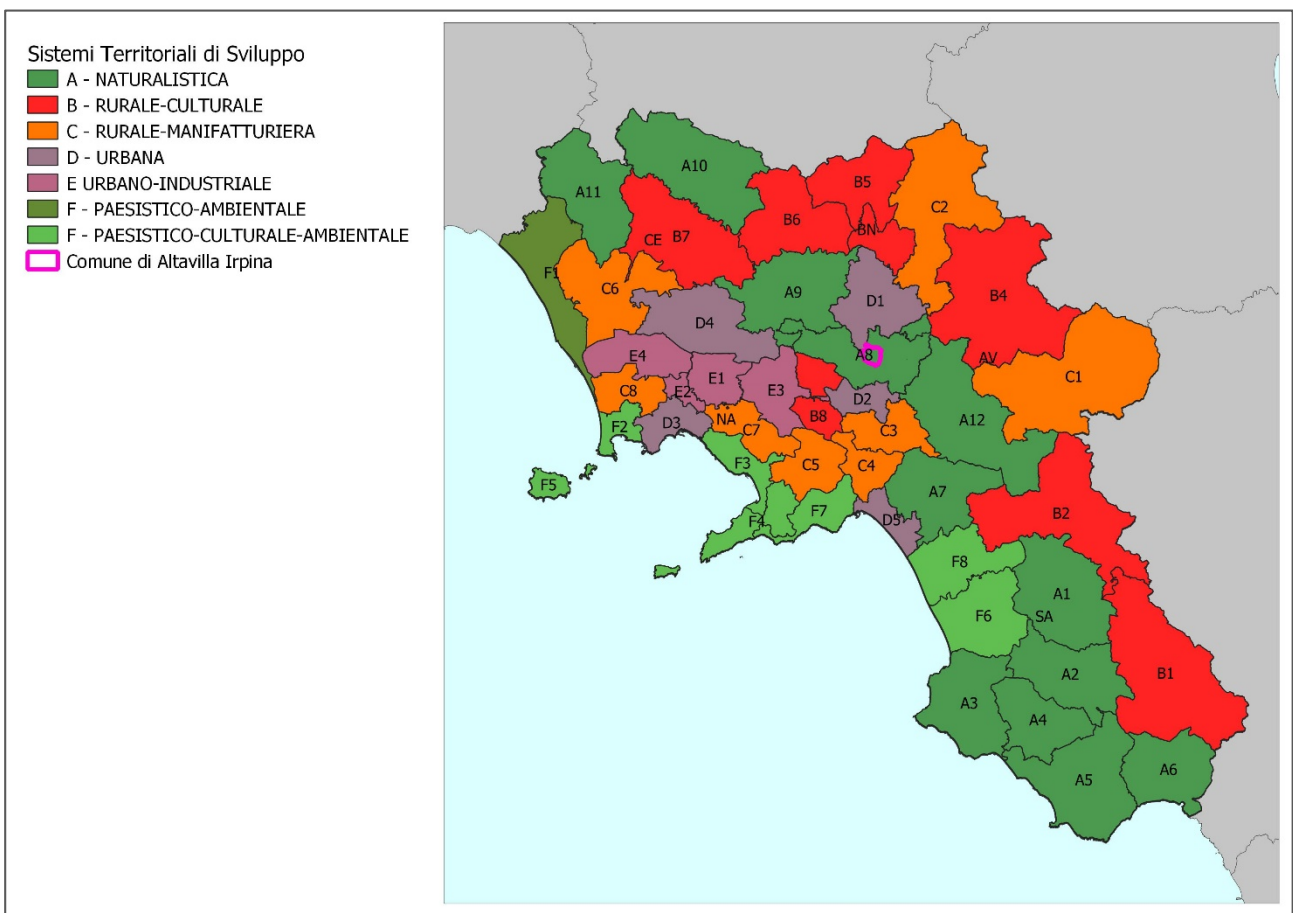 Sistemi Territoriali di Sviluppo
A - NATURALISTICA
B - RURALE-CULTURALE
C - RURALE-MANIFATTURIERA
D - URBANA
E URBANO-INDUSTRIALE
F - PAESISTICO-AMBIENTALE
F - PAESISTICO-CULTURALE-AMBIENTALE
Comune di Altavilla Irpina
A10
A11
B5
C2
B6
BN
CE
B7
F1
C6
A9
D1
B4
D4
E4
A8
AV
C1
E1
E2
E3
C8
D2
B8
NA
C7
C3
A12
F2
D3
F3
C5
C4
F5
A7
F4
F7
D5
B2
F8
A1
F6
SA
A2
B1
A3
A4
A5
A6